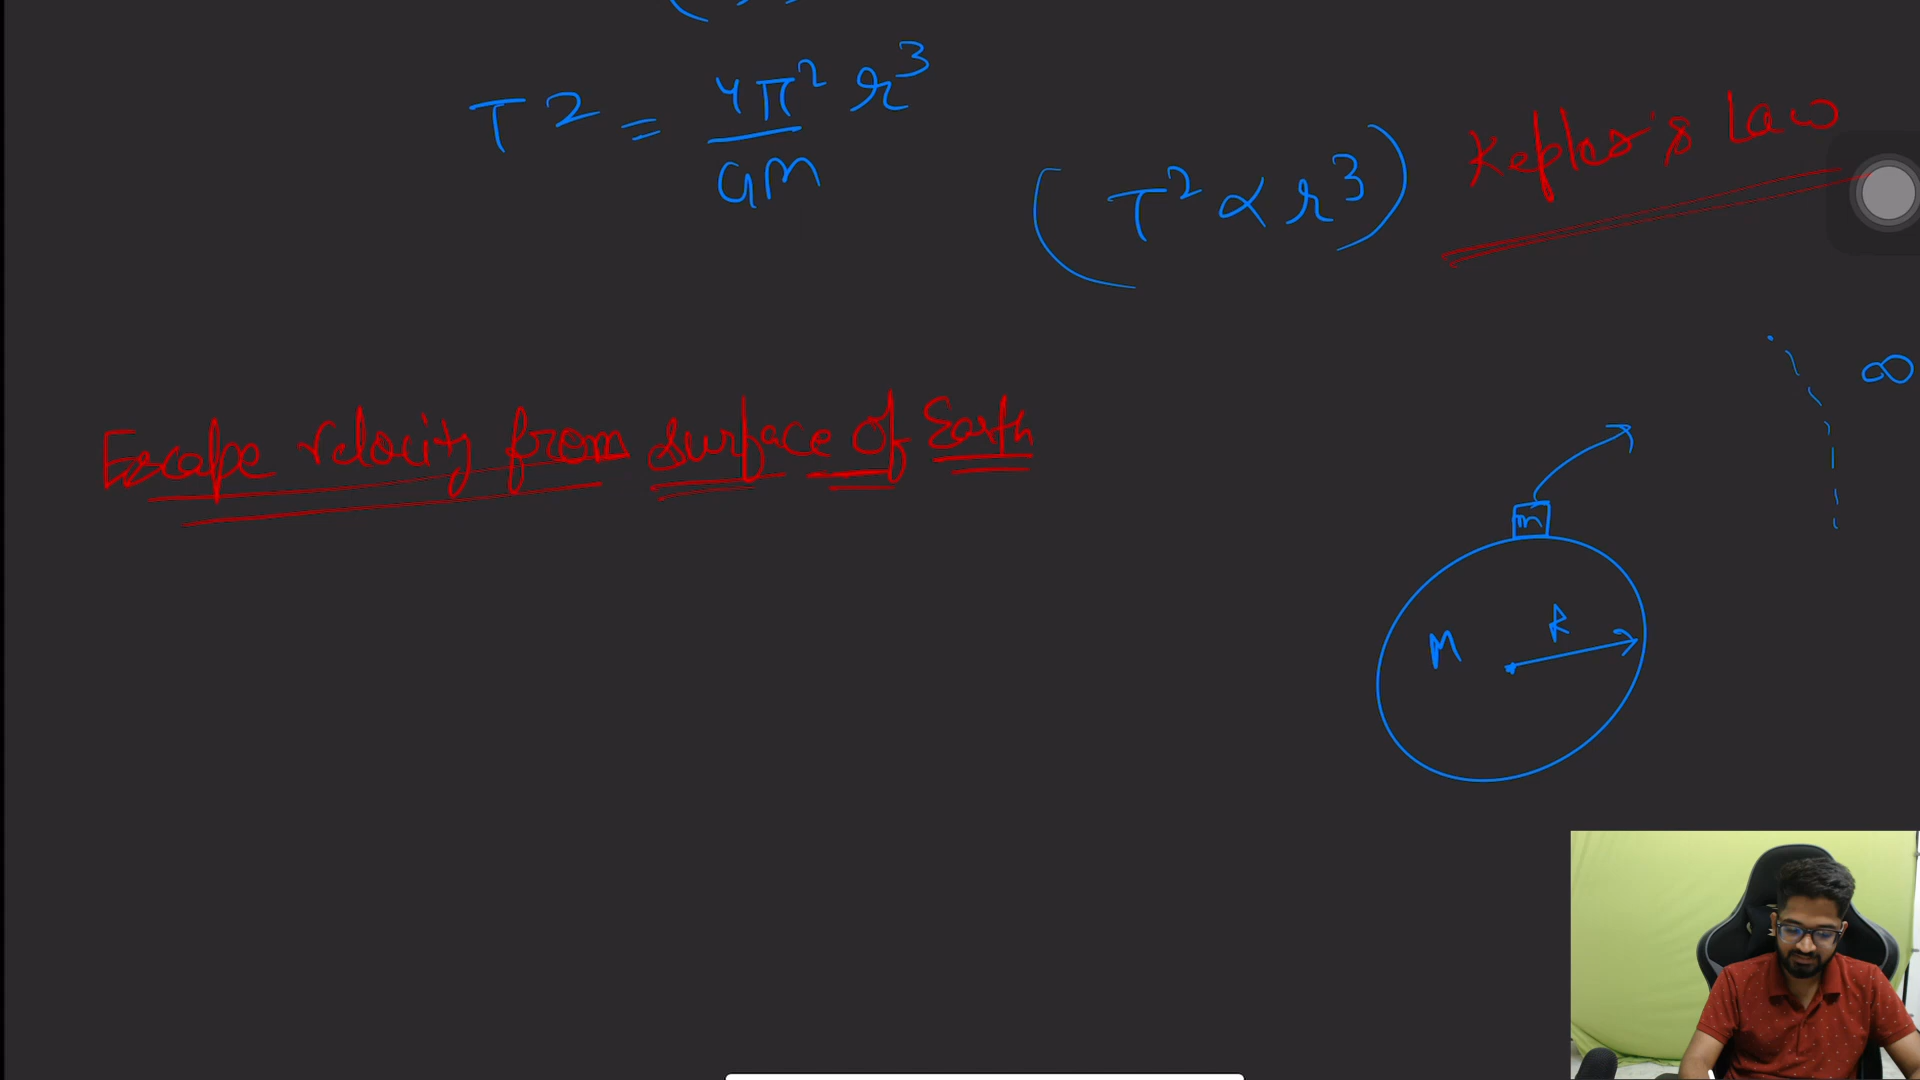 T² = 4π² r³ / GM
(T² ∝ r³) Kepler's Law
∞
Escape velocity from surface of Earth
m
M R